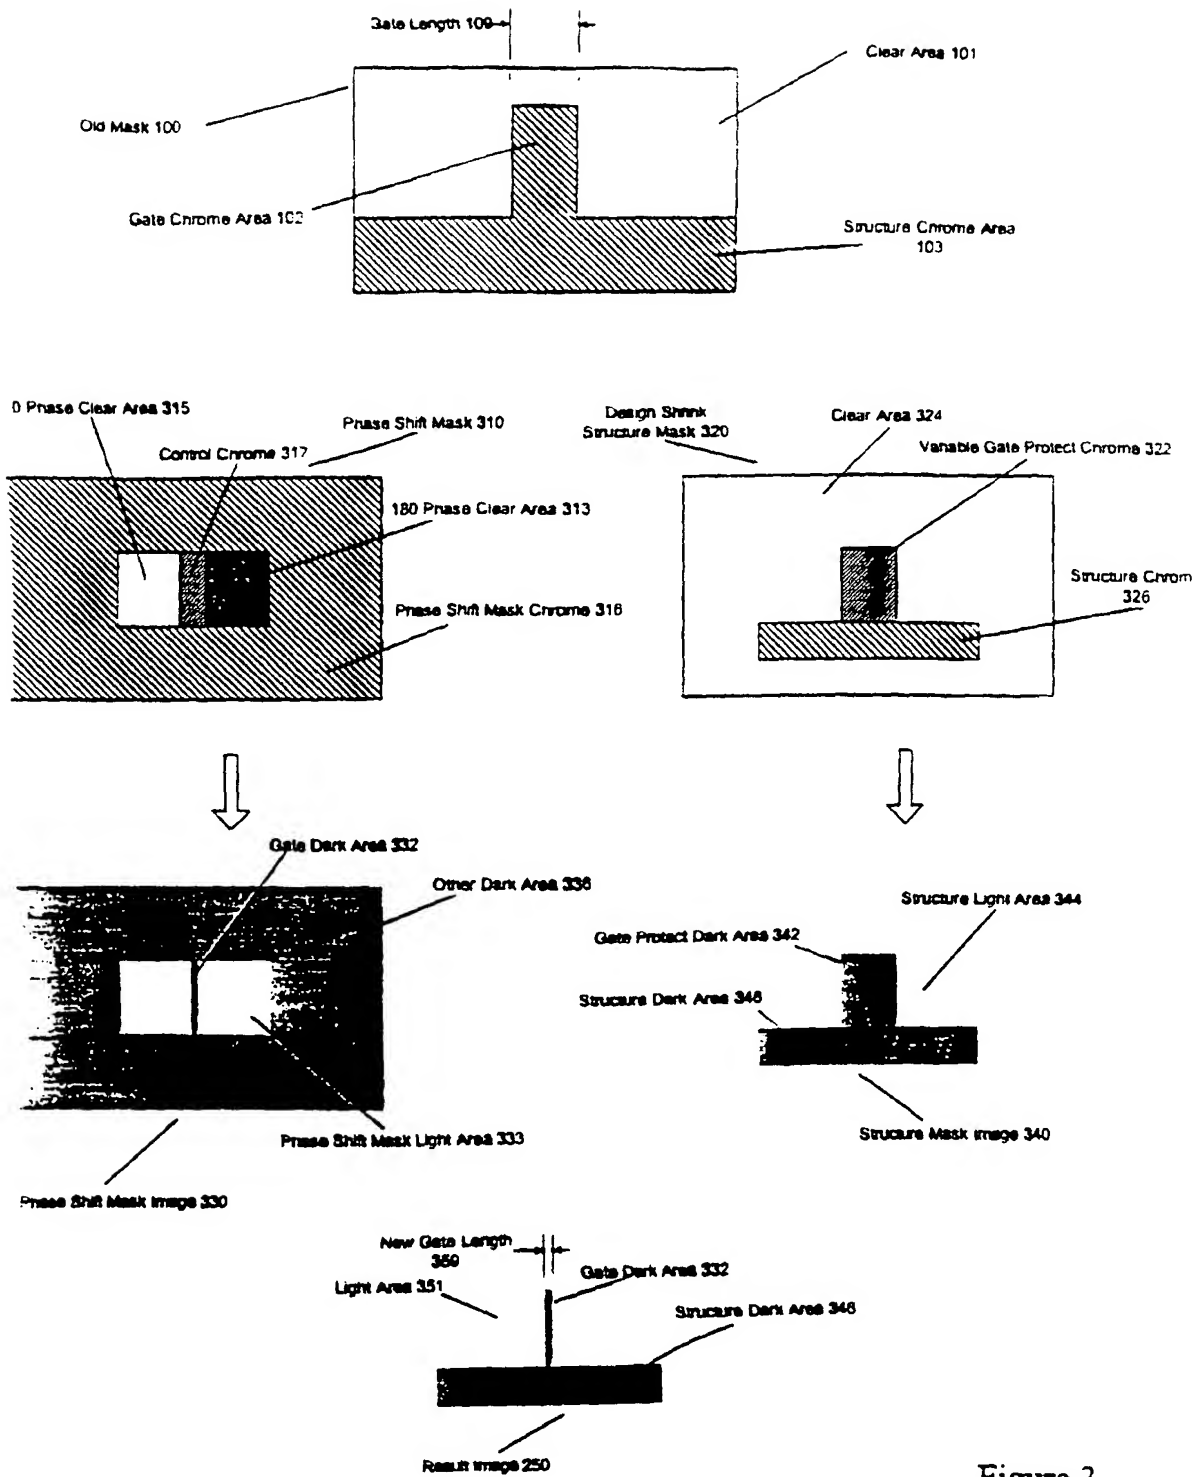 Gate Length 109
Clear Area 101
Old Mask 100
Gate Chrome Area 102
Structure Chrome Area
103
0 Phase Clear Area 315
Phase Shift Mask 310
Control Chrome 317
180 Phase Clear Area 313
Phase Shift Mask Chrome 316
Design Shrink
Structure Mask 320
Clear Area 324
Variable Gate Protect Chrome 322
Structure Chrom
326
Gate Dark Area 332
Other Dark Area 336
Phase Shift Mask Light Area 333
Phase Shift Mask Image 330
Structure Light Area 344
Gate Protect Dark Area 342
Structure Dark Area 346
Structure Mask Image 340
New Gate Length
359
Gate Dark Area 332
Light Area 351
Structure Dark Area 346
Result Image 250
Figure